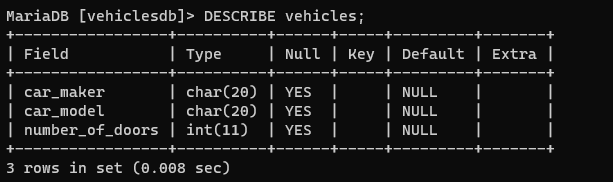 MariaDB [vehiclesdb]> DESCRIBE vehicles;
+-----------------+----------+------+-----+---------+-------+
| Field           | Type     | Null | Key | Default | Extra |
+-----------------+----------+------+-----+---------+-------+
| car_maker       | char(20) | YES  |     | NULL    |       |
| car_model       | char(20) | YES  |     | NULL    |       |
| number_of_doors | int(11)  | YES  |     | NULL    |       |
+-----------------+----------+------+-----+---------+-------+
3 rows in set (0.008 sec)